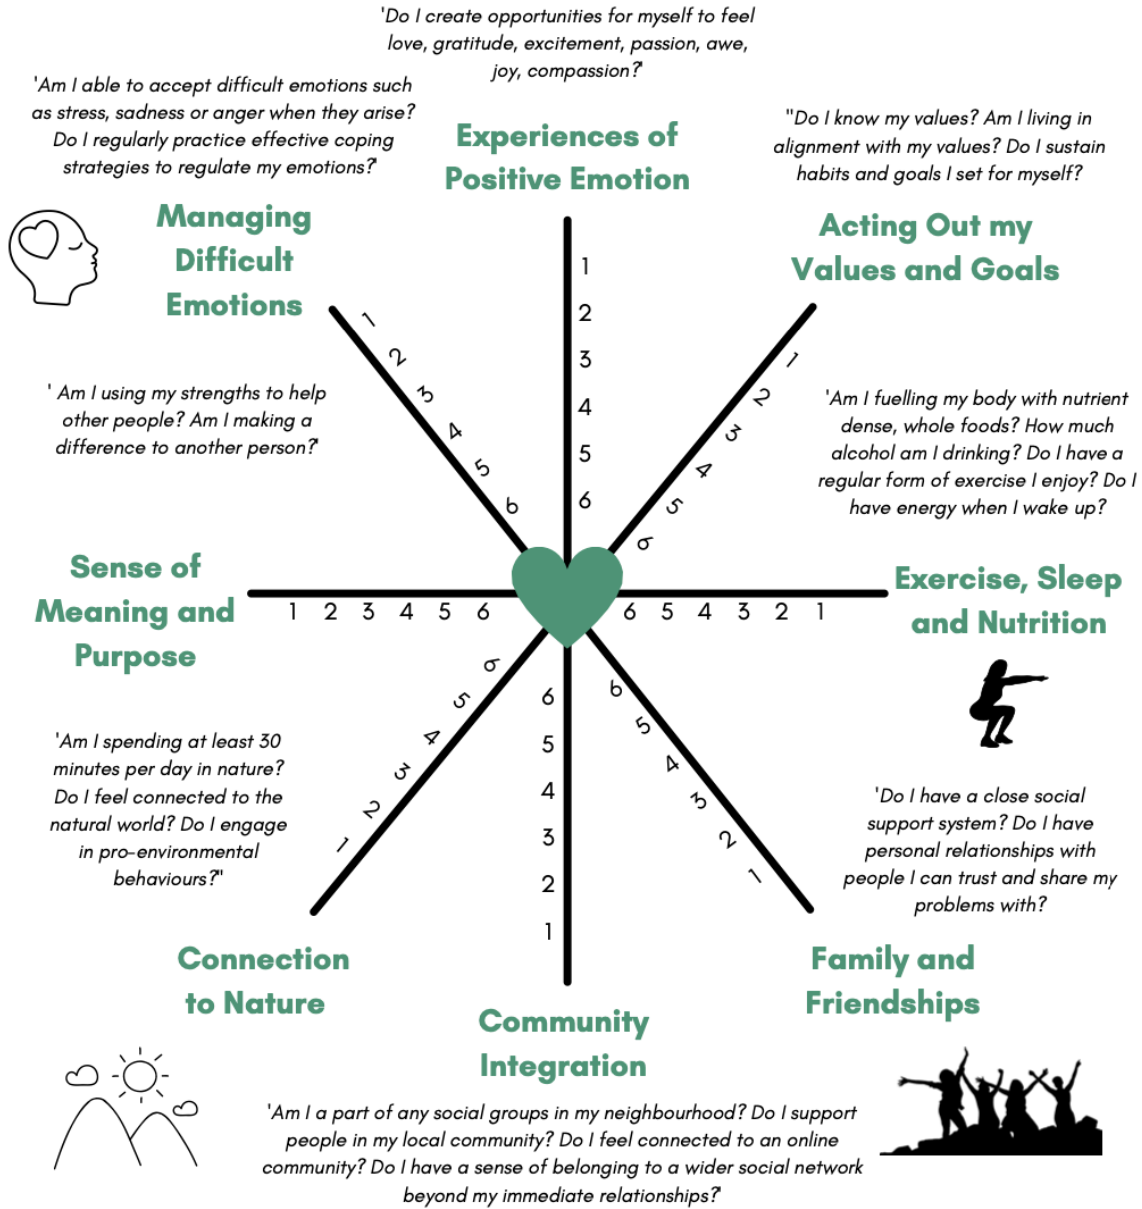 'Do I create opportunities for myself to feel
love, gratitude, excitement, passion, awe,
joy, compassion?'
Experiences of
Positive Emotion
1
2
3
4
5
6
"Do I know my values? Am I living in
alignment with my values? Do I sustain
habits and goals I set for myself?
Acting Out my
Values and Goals
1
2
3
4
5
6
'Am I fuelling my body with nutrient
dense, whole foods? How much
alcohol am I drinking? Do I have a
regular form of exercise I enjoy? Do I
have energy when I wake up?
Exercise, Sleep
and Nutrition
6 5 4 3 2 1
'Do I have a close social
support system? Do I have
personal relationships with
people I can trust and share my
problems with?
Family and
Friendships
6
5
4
3
2
1
6
5
4
3
2
1
Community
Integration
'Am I a part of any social groups in my neighbourhood? Do I support
people in my local community? Do I feel connected to an online
community? Do I have a sense of belonging to a wider social network
beyond my immediate relationships?'
'Am I spending at least 30
minutes per day in nature?
Do I feel connected to the
natural world? Do I engage
in pro-environmental
behaviours?"
Connection
to Nature
6
5
4
3
2
1
' Am I using my strengths to help
other people? Am I making a
difference to another person?'
Sense of
Meaning and
Purpose
1 2 3 4 5 6
'Am I able to accept difficult emotions such
as stress, sadness or anger when they arise?
Do I regularly practice effective coping
strategies to regulate my emotions?'
Managing
Difficult
Emotions
1
2
3
4
5
6